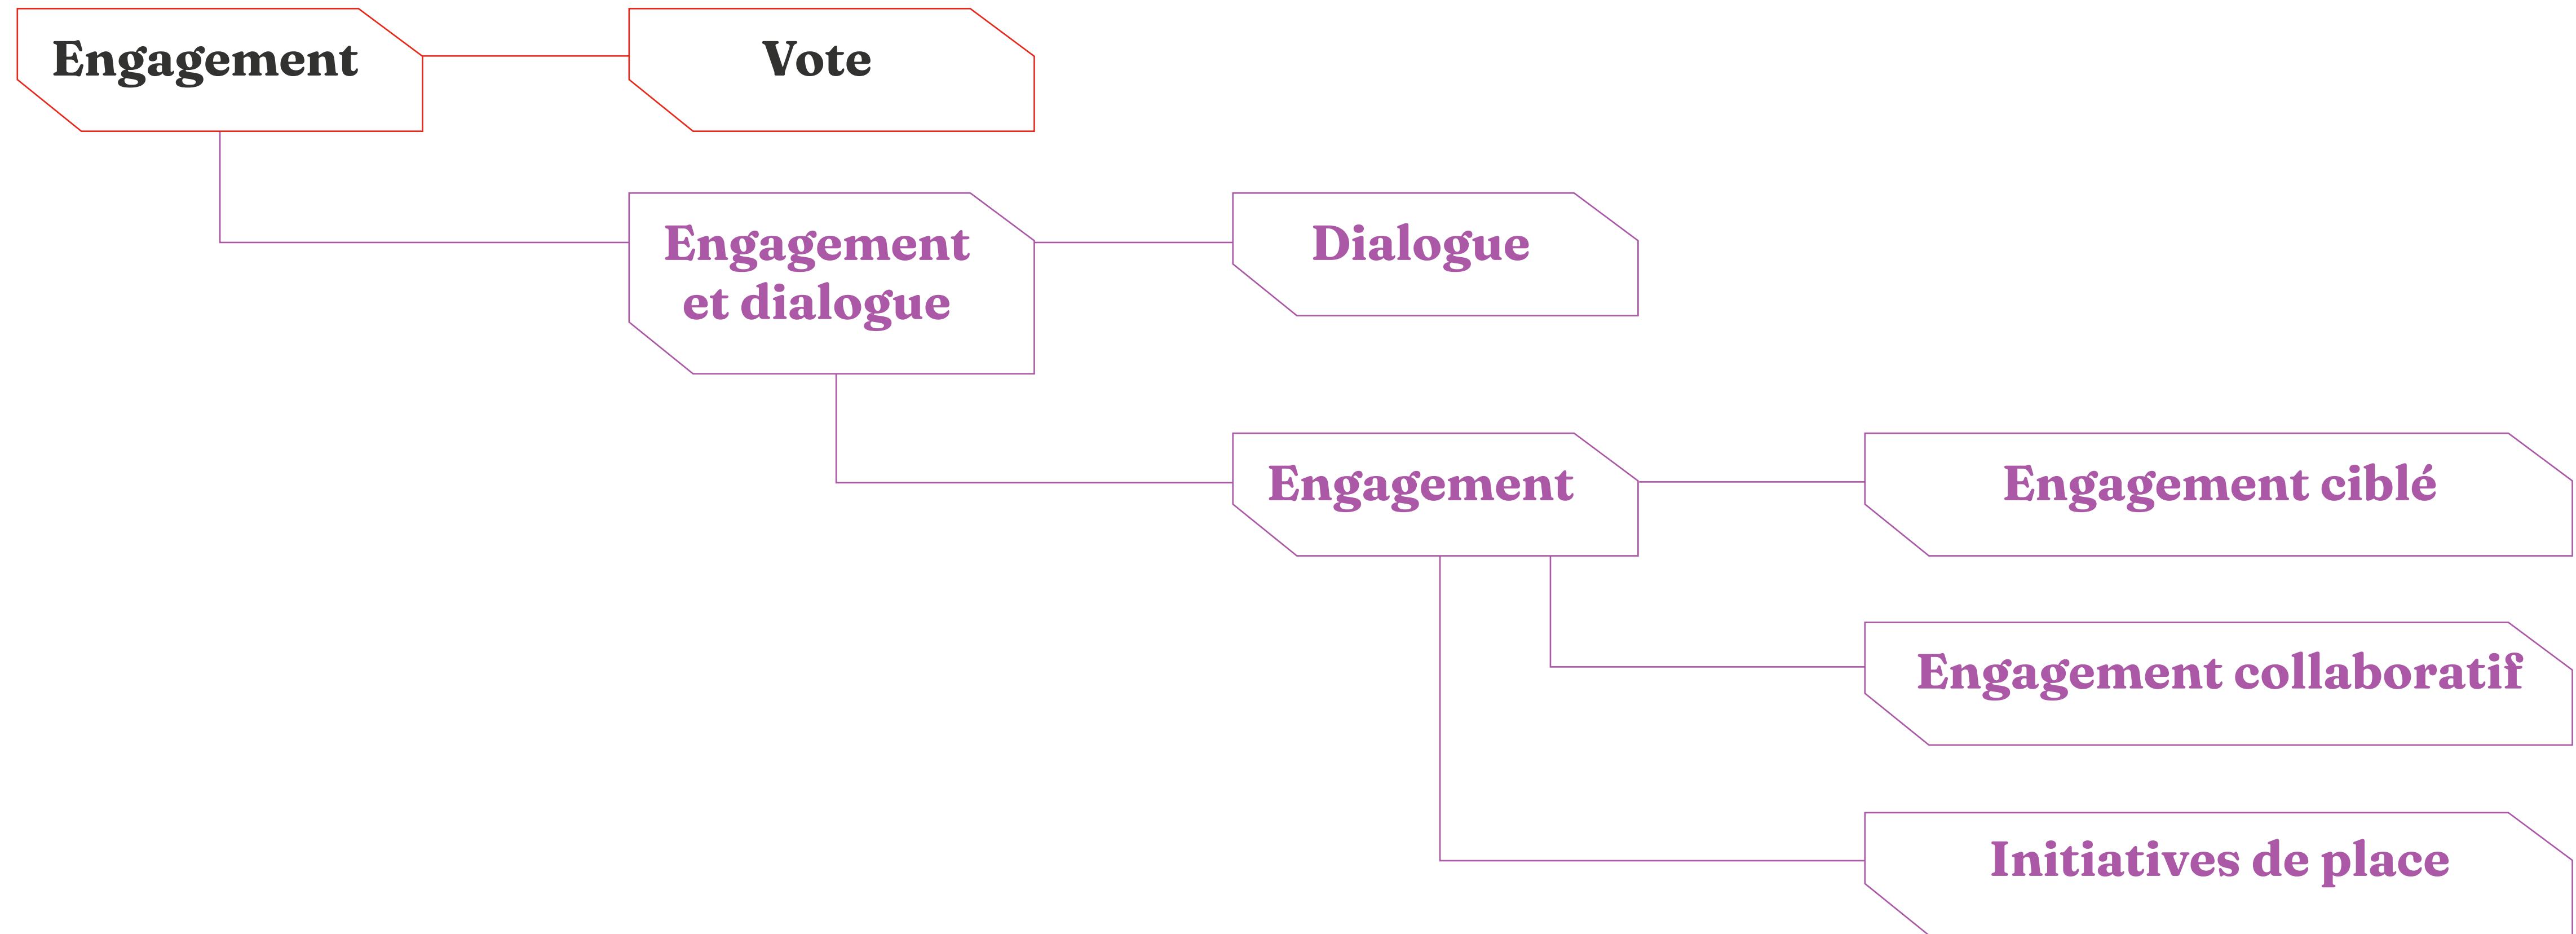 Engagement
Vote
Engagement
et dialogue
Dialogue
Engagement
Engagement ciblé
Engagement collaboratif
Initiatives de place